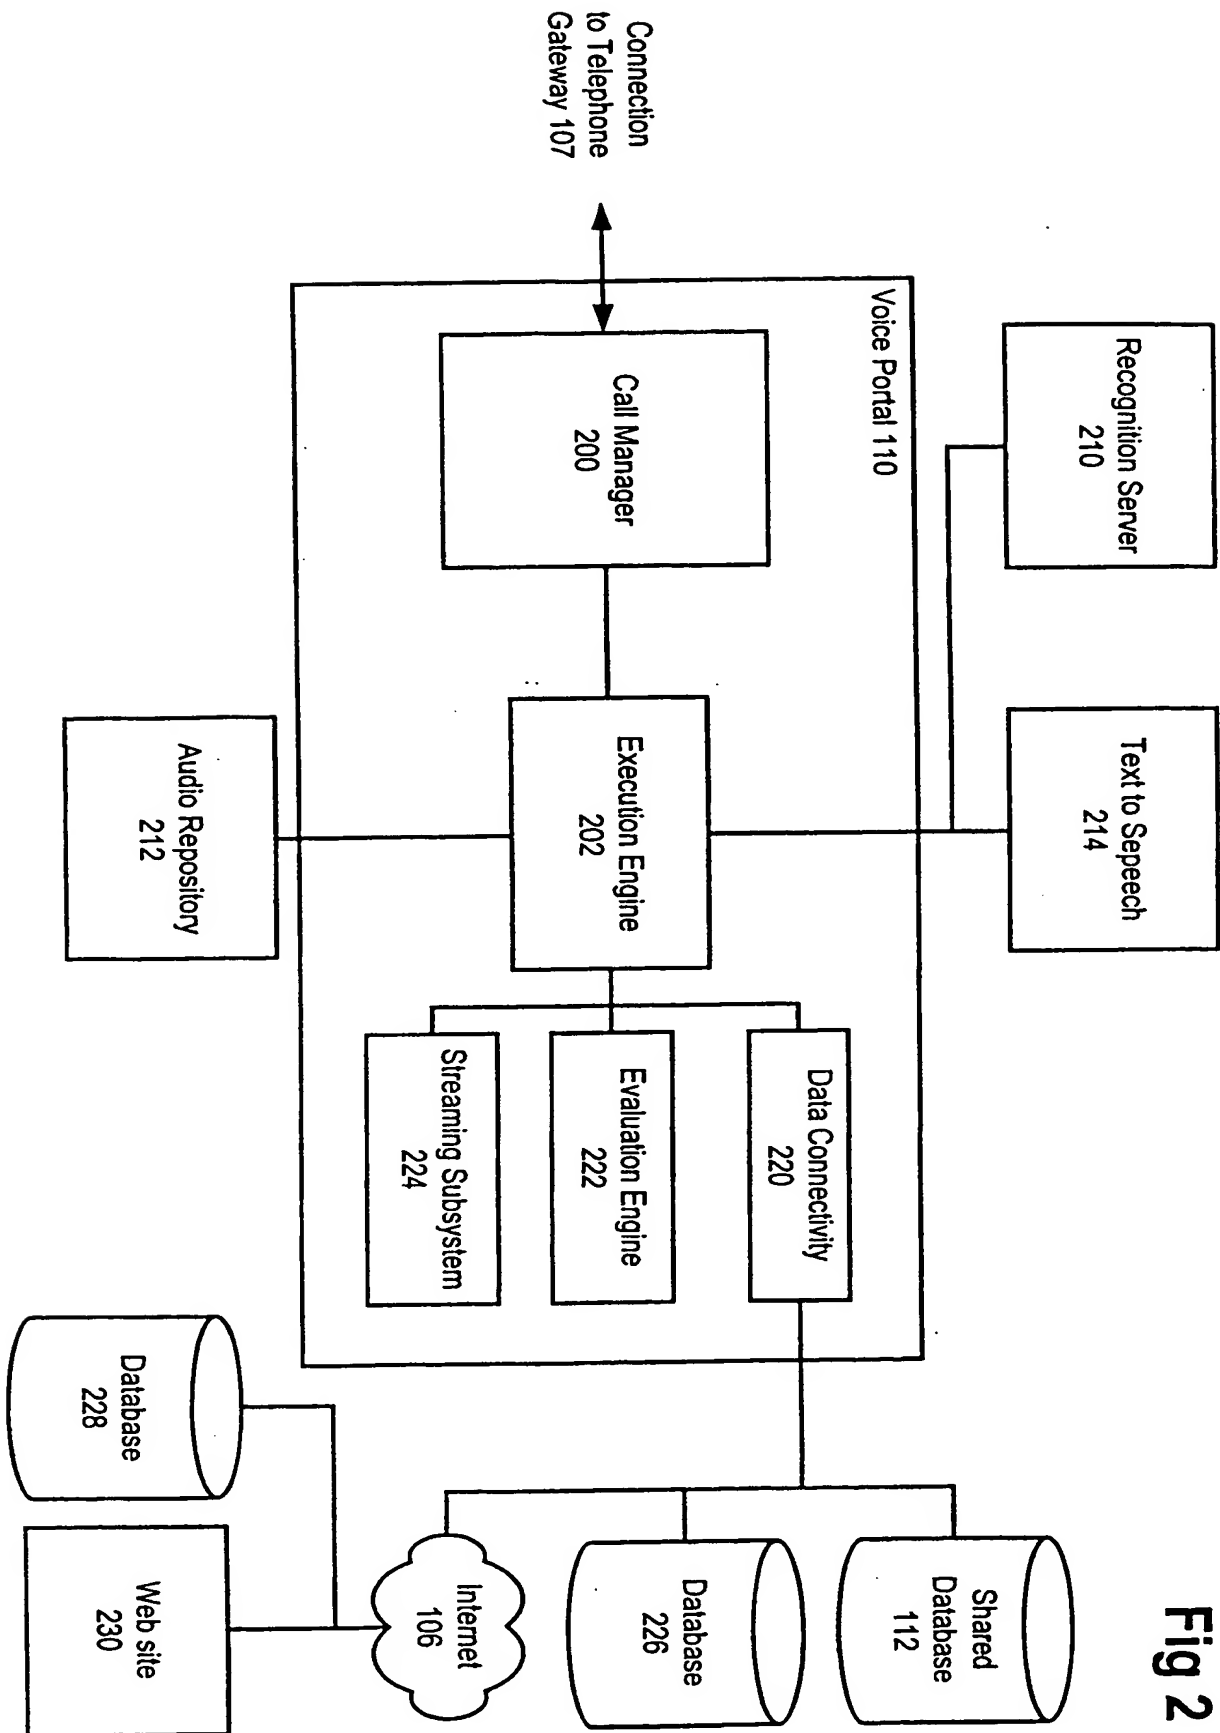 Fig 2
Recognition Server
210
Text to Sepeech
214
Voice Portal 110
Connection
to Telephone
Gateway 107
Call Manager
200
Execution Engine
202
Data Connectivity
220
Evaluation Engine
222
Streaming Subsystem
224
Shared
Database
112
Database
226
Internet
106
Audio Repository
212
Database
228
Web site
230